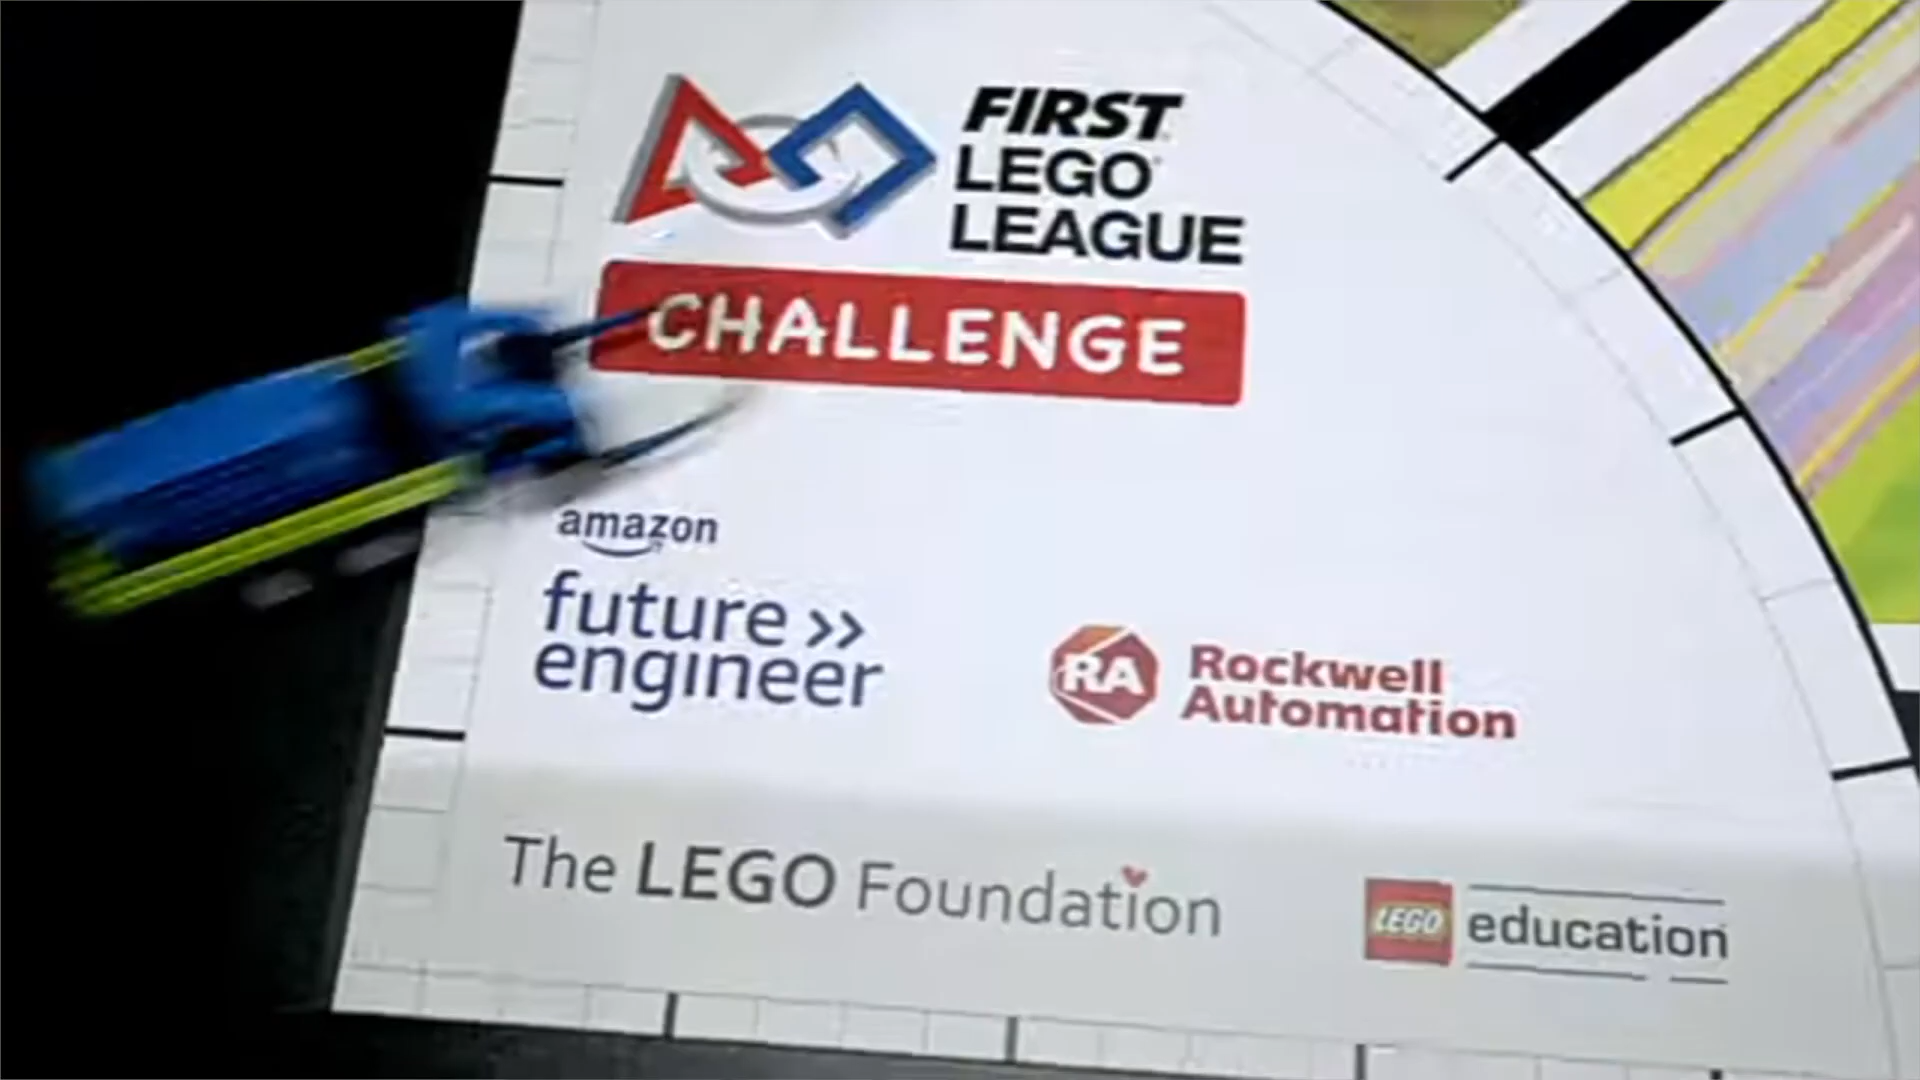 FIRST
LEGO
LEAGUE
CHALLENGE
amazon
future >>
engineer
RA
Rockwell
Automation
The LEGO Foundation
LEGO education